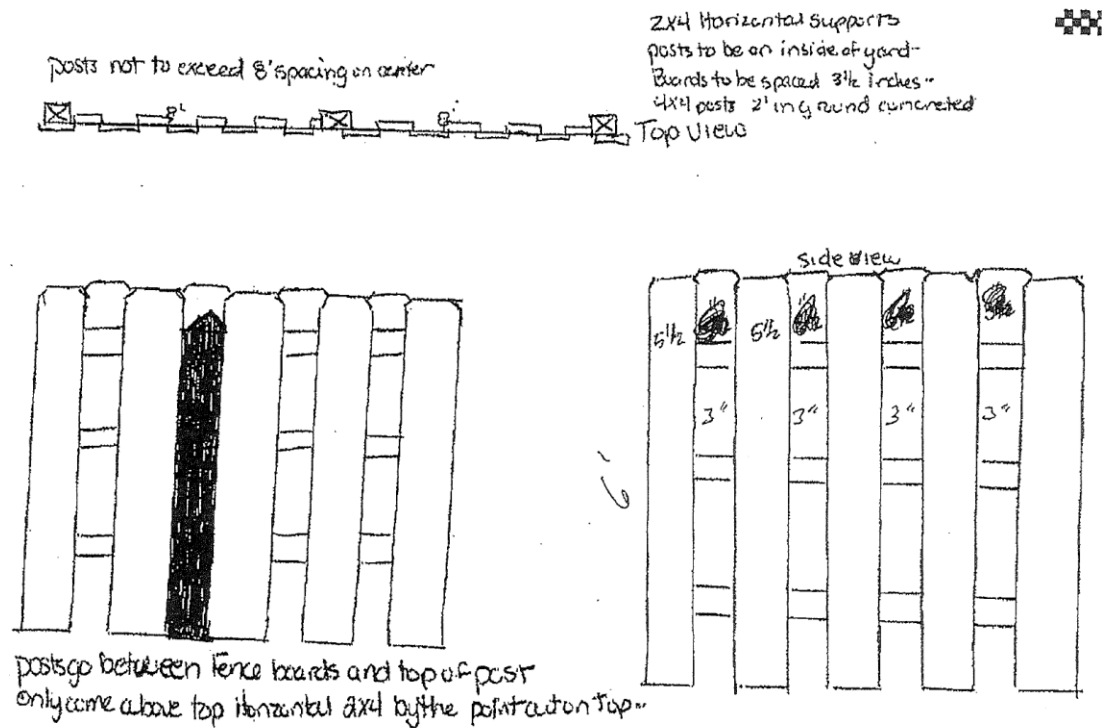 2x4 Horizontal supports
posts to be on inside of yard-
Boards to be spaced 3½ inches-
4x4 posts 2' in ground concreted
posts not to exceed 8' spacing on center
8'
Top View
side view
5½ 5½
3" 3" 3" 3"
6'
posts go between fence boards and top of post
only come above top Horizontal 2x4 by the point cut on top-